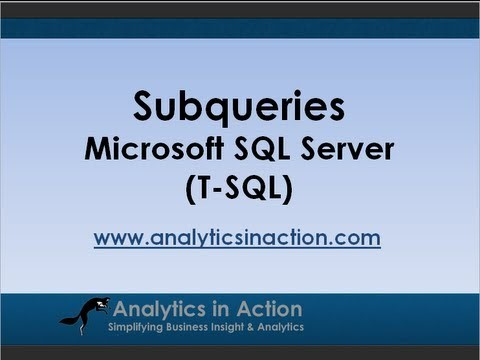 Subqueries
Microsoft SQL Server
(T-SQL)
www.analyticsinaction.com
Analytics in Action
Simplifying Business Insight & Analytics